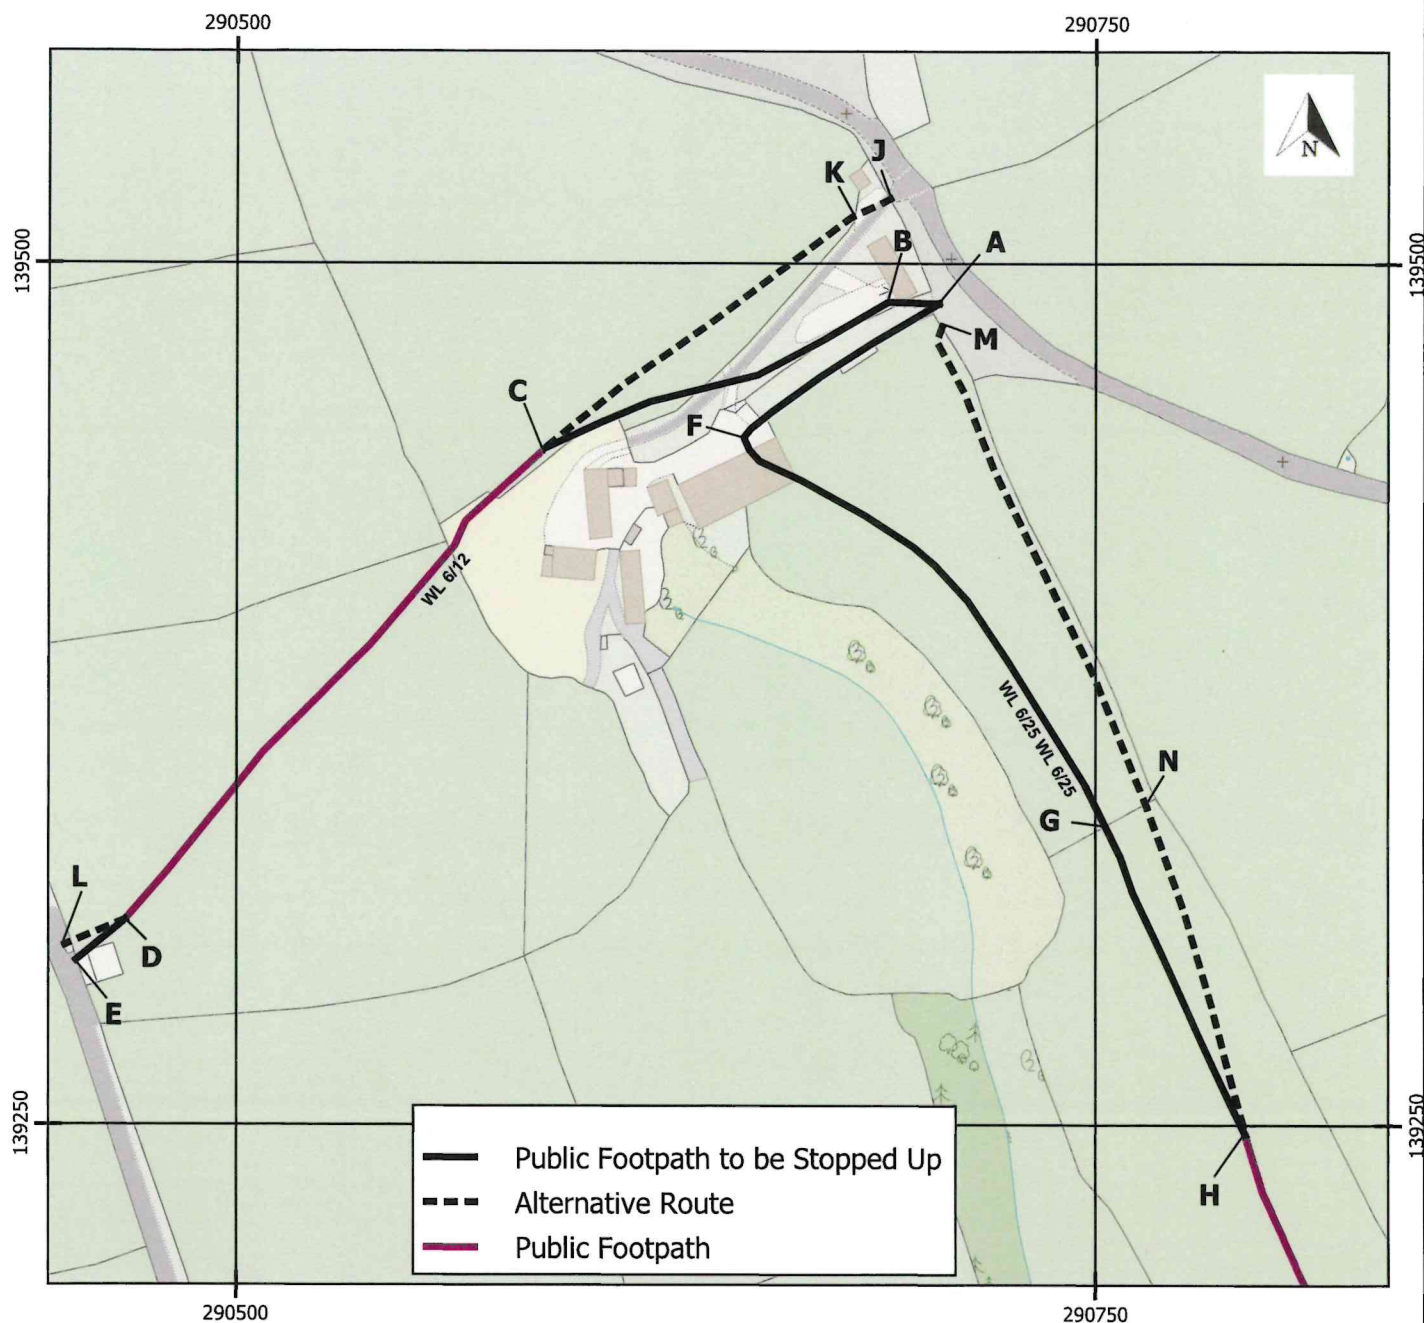 290500
290750
J
K
N
B
A
139500
139500
M
C
F
WL 6/12
WL 6/25 WL 6/25
N
G
L
D
E
139250
139250
H
Public Footpath to be Stopped Up
Alternative Route
Public Footpath
290500
290750